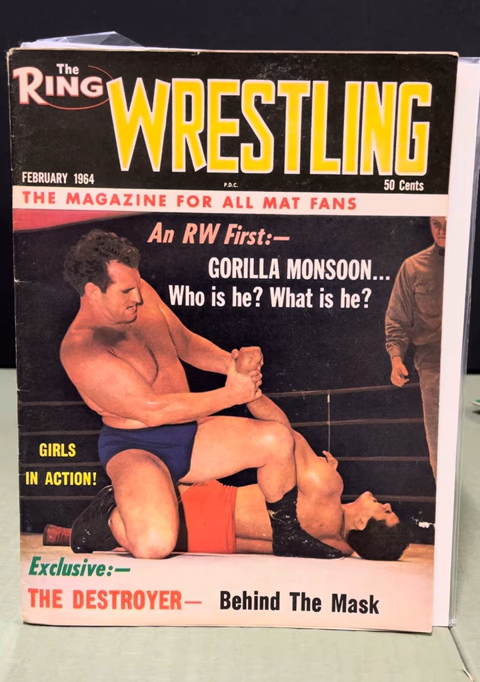 The
RING
WRESTLING
FEBRUARY 1964
P.D.C.
50 Cents
THE MAGAZINE FOR ALL MAT FANS
An RW First:—
GORILLA MONSOON...
Who is he? What is he?
GIRLS
IN ACTION!
Exclusive:—
THE DESTROYER— Behind The Mask